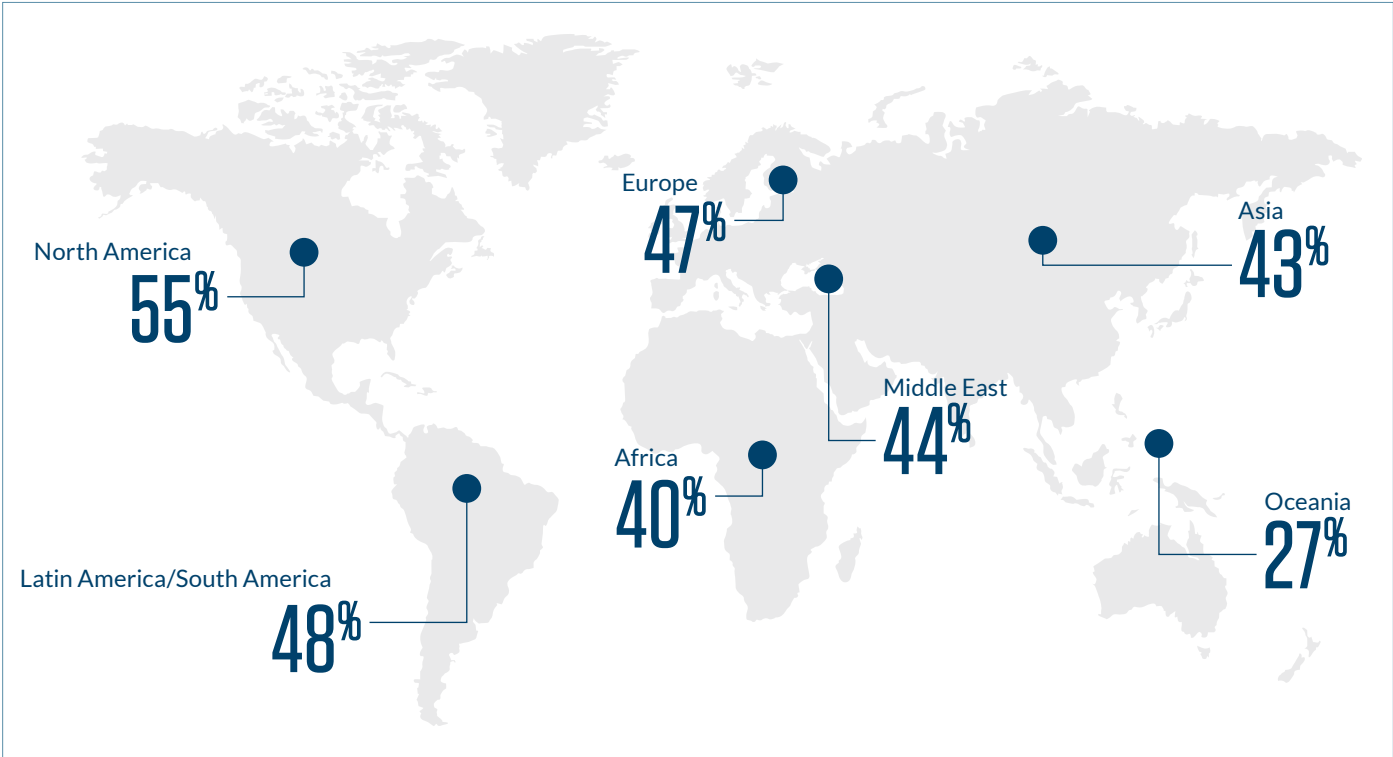 North America
55%
Latin America/South America
48%
Europe
47%
Africa
40%
Middle East
44%
Asia
43%
Oceania
27%